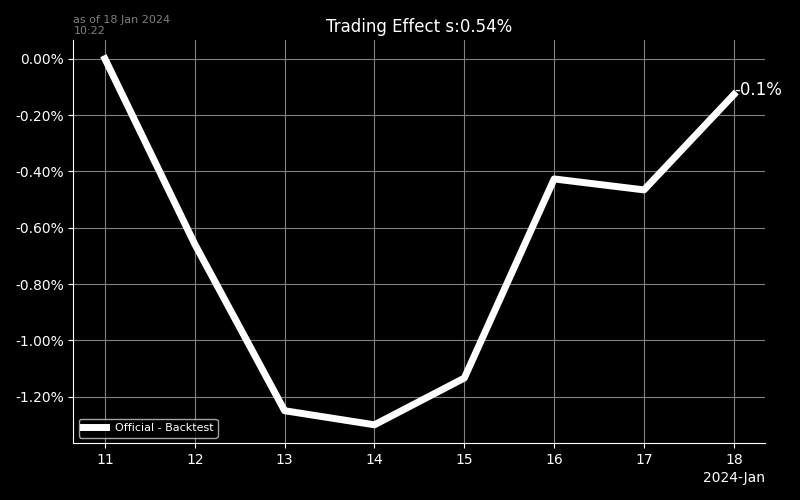 as of 18 Jan 2024
10:22
Trading Effect s:0.54%
0.00%
-0.20%
-0.40%
-0.60%
-0.80%
-1.00%
-1.20%
-0.1%
Official - Backtest
11 12 13 14 15 16 17 18
2024-Jan